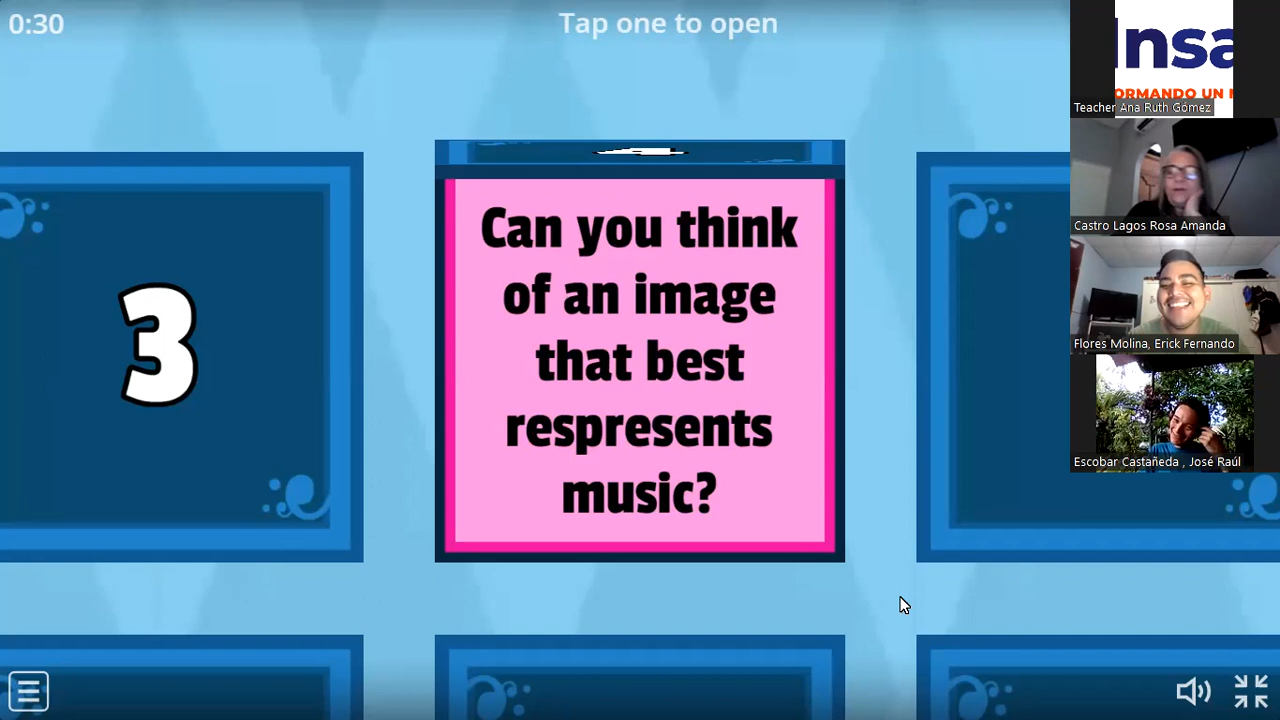 0:30
Tap one to open
3
Can you think
of an image
that best
respresents
music?
Insa
ORMANDO UN
Teacher Ana Ruth Gómez
Castro Lagos Rosa Amanda
Flores Molina, Erick Fernando
Escobar Castañeda , José Raúl